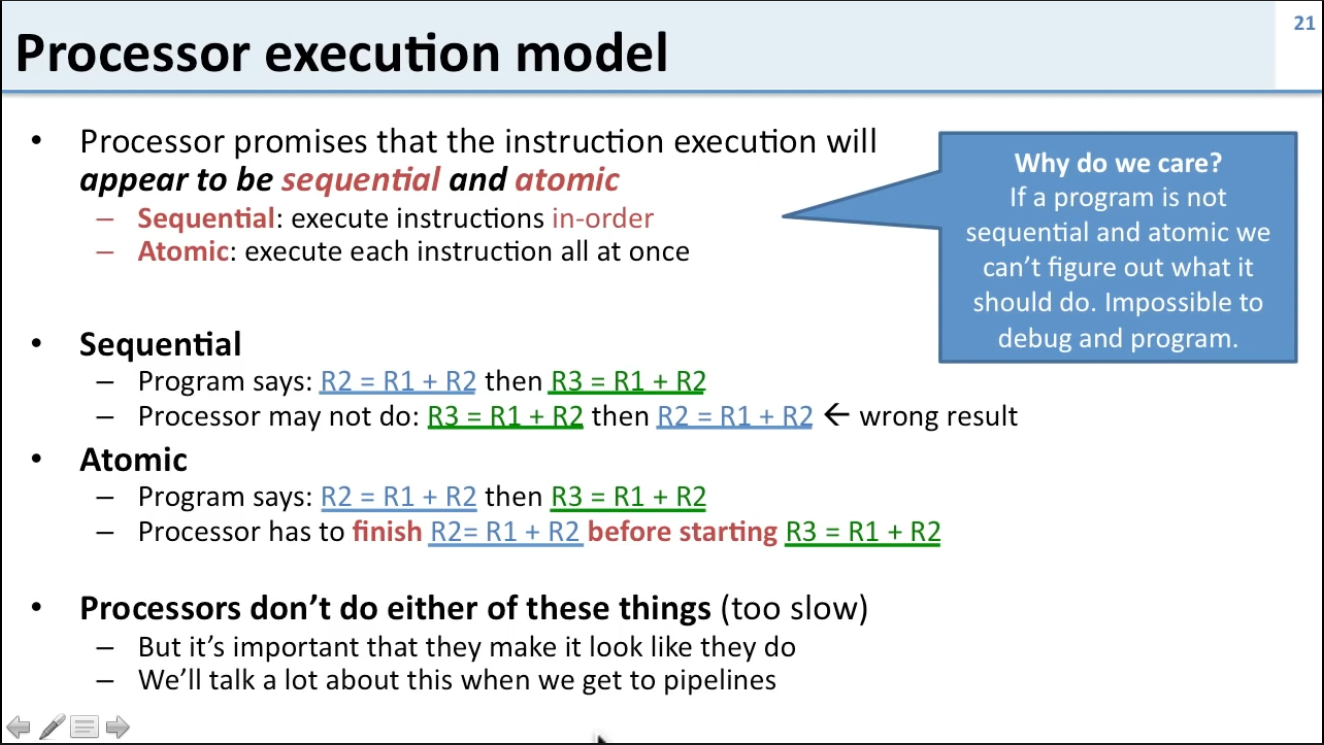 21
Processor execution model
• Processor promises that the instruction execution will
appear to be sequential and atomic
– Sequential: execute instructions in-order
– Atomic: execute each instruction all at once
Why do we care?
If a program is not
sequential and atomic we
can't figure out what it
should do. Impossible to
debug and program.
• Sequential
– Program says: R2 = R1 + R2 then R3 = R1 + R2
– Processor may not do: R3 = R1 + R2 then R2 = R1 + R2 ← wrong result
• Atomic
– Program says: R2 = R1 + R2 then R3 = R1 + R2
– Processor has to finish R2= R1 + R2 before starting R3 = R1 + R2
• Processors don't do either of these things (too slow)
– But it's important that they make it look like they do
– We'll talk a lot about this when we get to pipelines